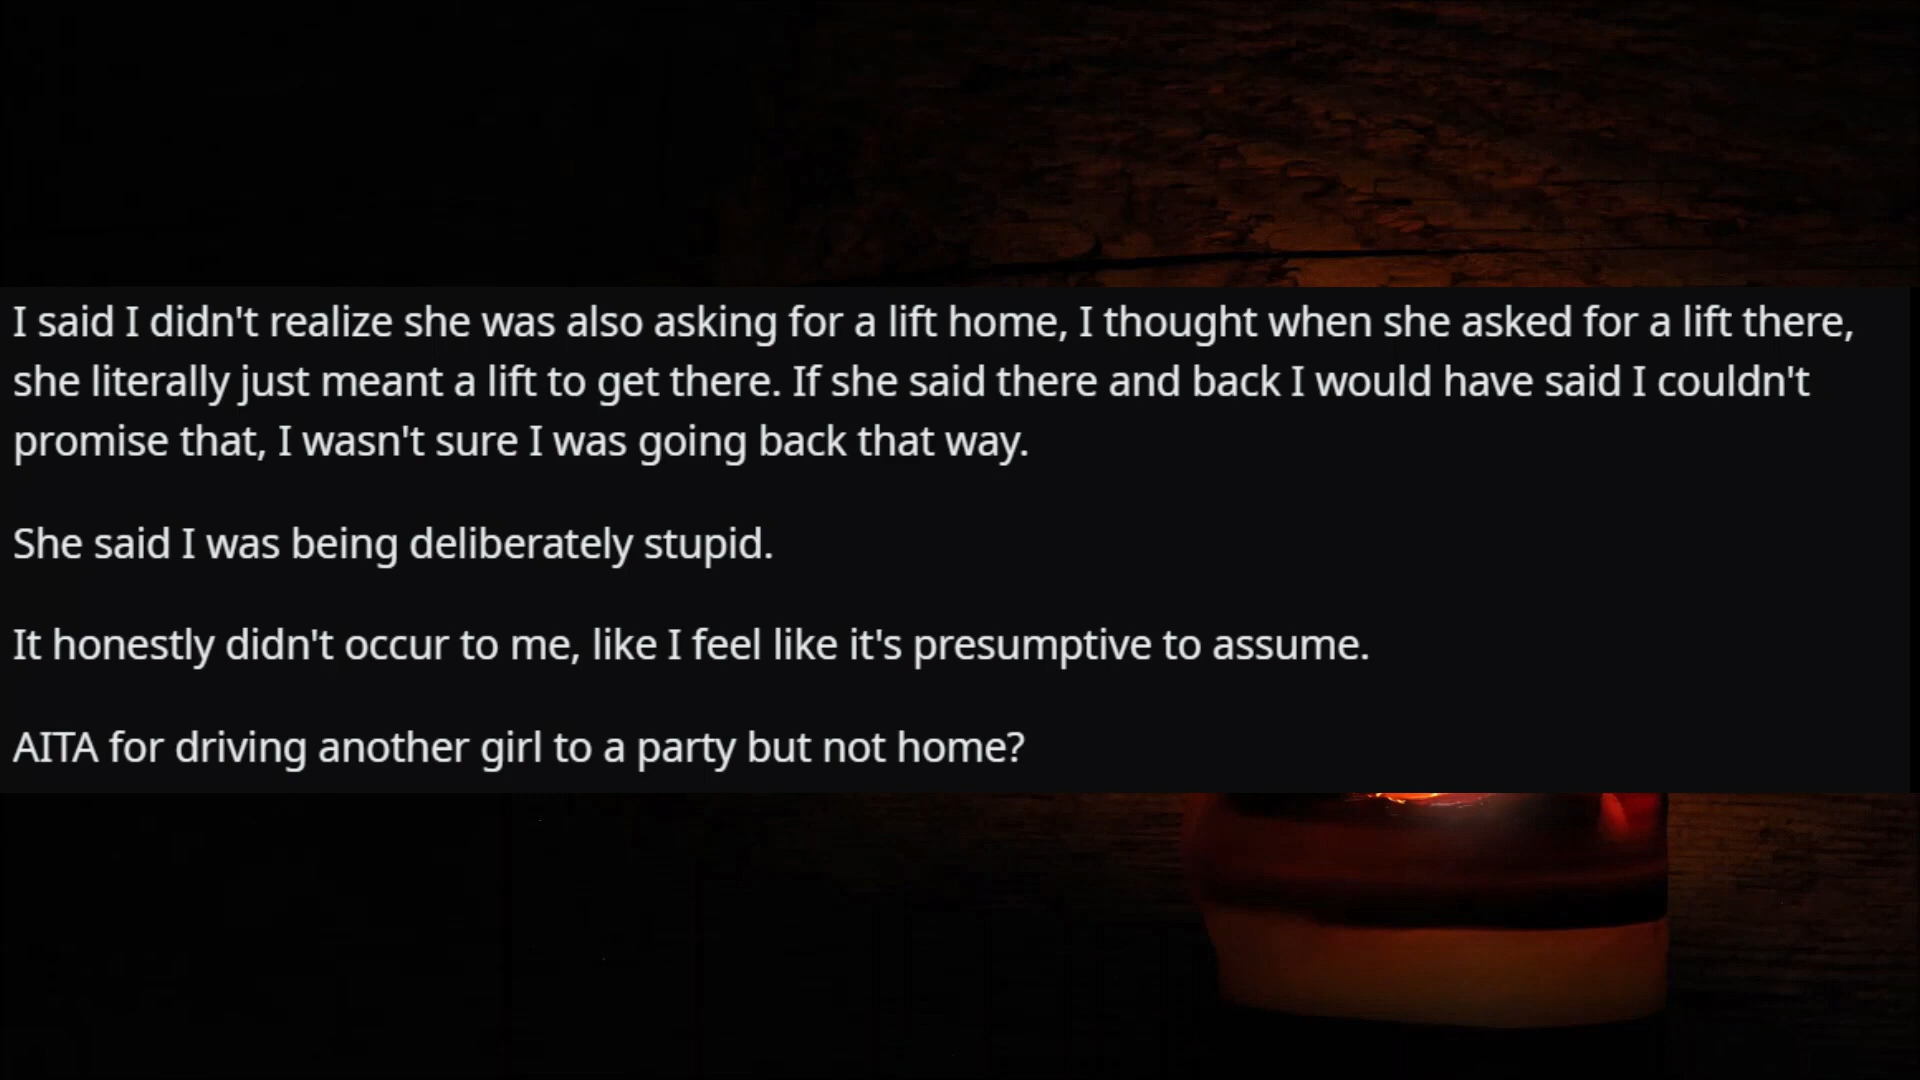 I said I didn't realize she was also asking for a lift home, I thought when she asked for a lift there,
she literally just meant a lift to get there. If she said there and back I would have said I couldn't
promise that, I wasn't sure I was going back that way.
She said I was being deliberately stupid.
It honestly didn't occur to me, like I feel like it's presumptive to assume.
AITA for driving another girl to a party but not home?